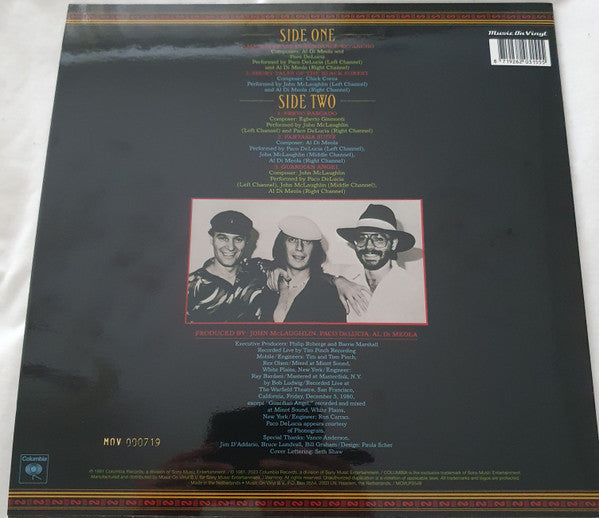 SIDE ONE
Music On Vinyl
Composer: Al Di Meola and
Paco DeLucia
Performed by Paco DeLucia (Left Channel)
and Al Di Meola (Right Channel)
2. SHORT TALES OF THE BLACK FOREST
Composer: Chick Corea
Performed by John McLaughlin (Left Channel)
and Al Di Meola (Right Channel)
8 719262 031555
SIDE TWO
1. FREVO RASGADO
Composer: Egberto Gismonti
Performed by John McLaughlin
(Left Channel) and Paco DeLucia (Right Channel)
2. FANTASIA SUITE
Composer: Al Di Meola
Performed by Paco DeLucia (Left Channel),
John McLaughlin (Middle Channel),
Al Di Meola (Right Channel)
3. GUARDIAN ANGEL
Composer: John McLaughlin
Performed by Paco DeLucia
(Left Channel), John McLaughlin (Middle Channel),
Al Di Meola (Right Channel)
PRODUCED BY: JOHN McLAUGHLIN, PACO DeLUCIA, AL Di MEOLA
Executive Producers: Philip Roberge and Barrie Marshall
Recorded Live by Tim Pinch Recording
Mobile/Engineers: Tim and Tom Pinch,
Rex Olsen/Mixed at Minot Sound,
White Plains, New York/Engineer:
Ray Bardani/Mastered at Masterdisk, N.Y.
by Bob Ludwig/Recorded Live at
The Warfield Theatre, San Francisco,
California, Friday, December 5, 1980,
except "Guardian Angel," recorded and mixed
at Minot Sound, White Plains,
New York/Engineer: Ron Carran.
Paco DeLucia appears courtesy
of Phonogram.
Special Thanks: Vance Anderson,
Jim D'Addario, Bruce Lundvall, Bill Graham/Design: Paula Scher
Cover Lettering: Seth Shaw
MOV 000719
Columbia